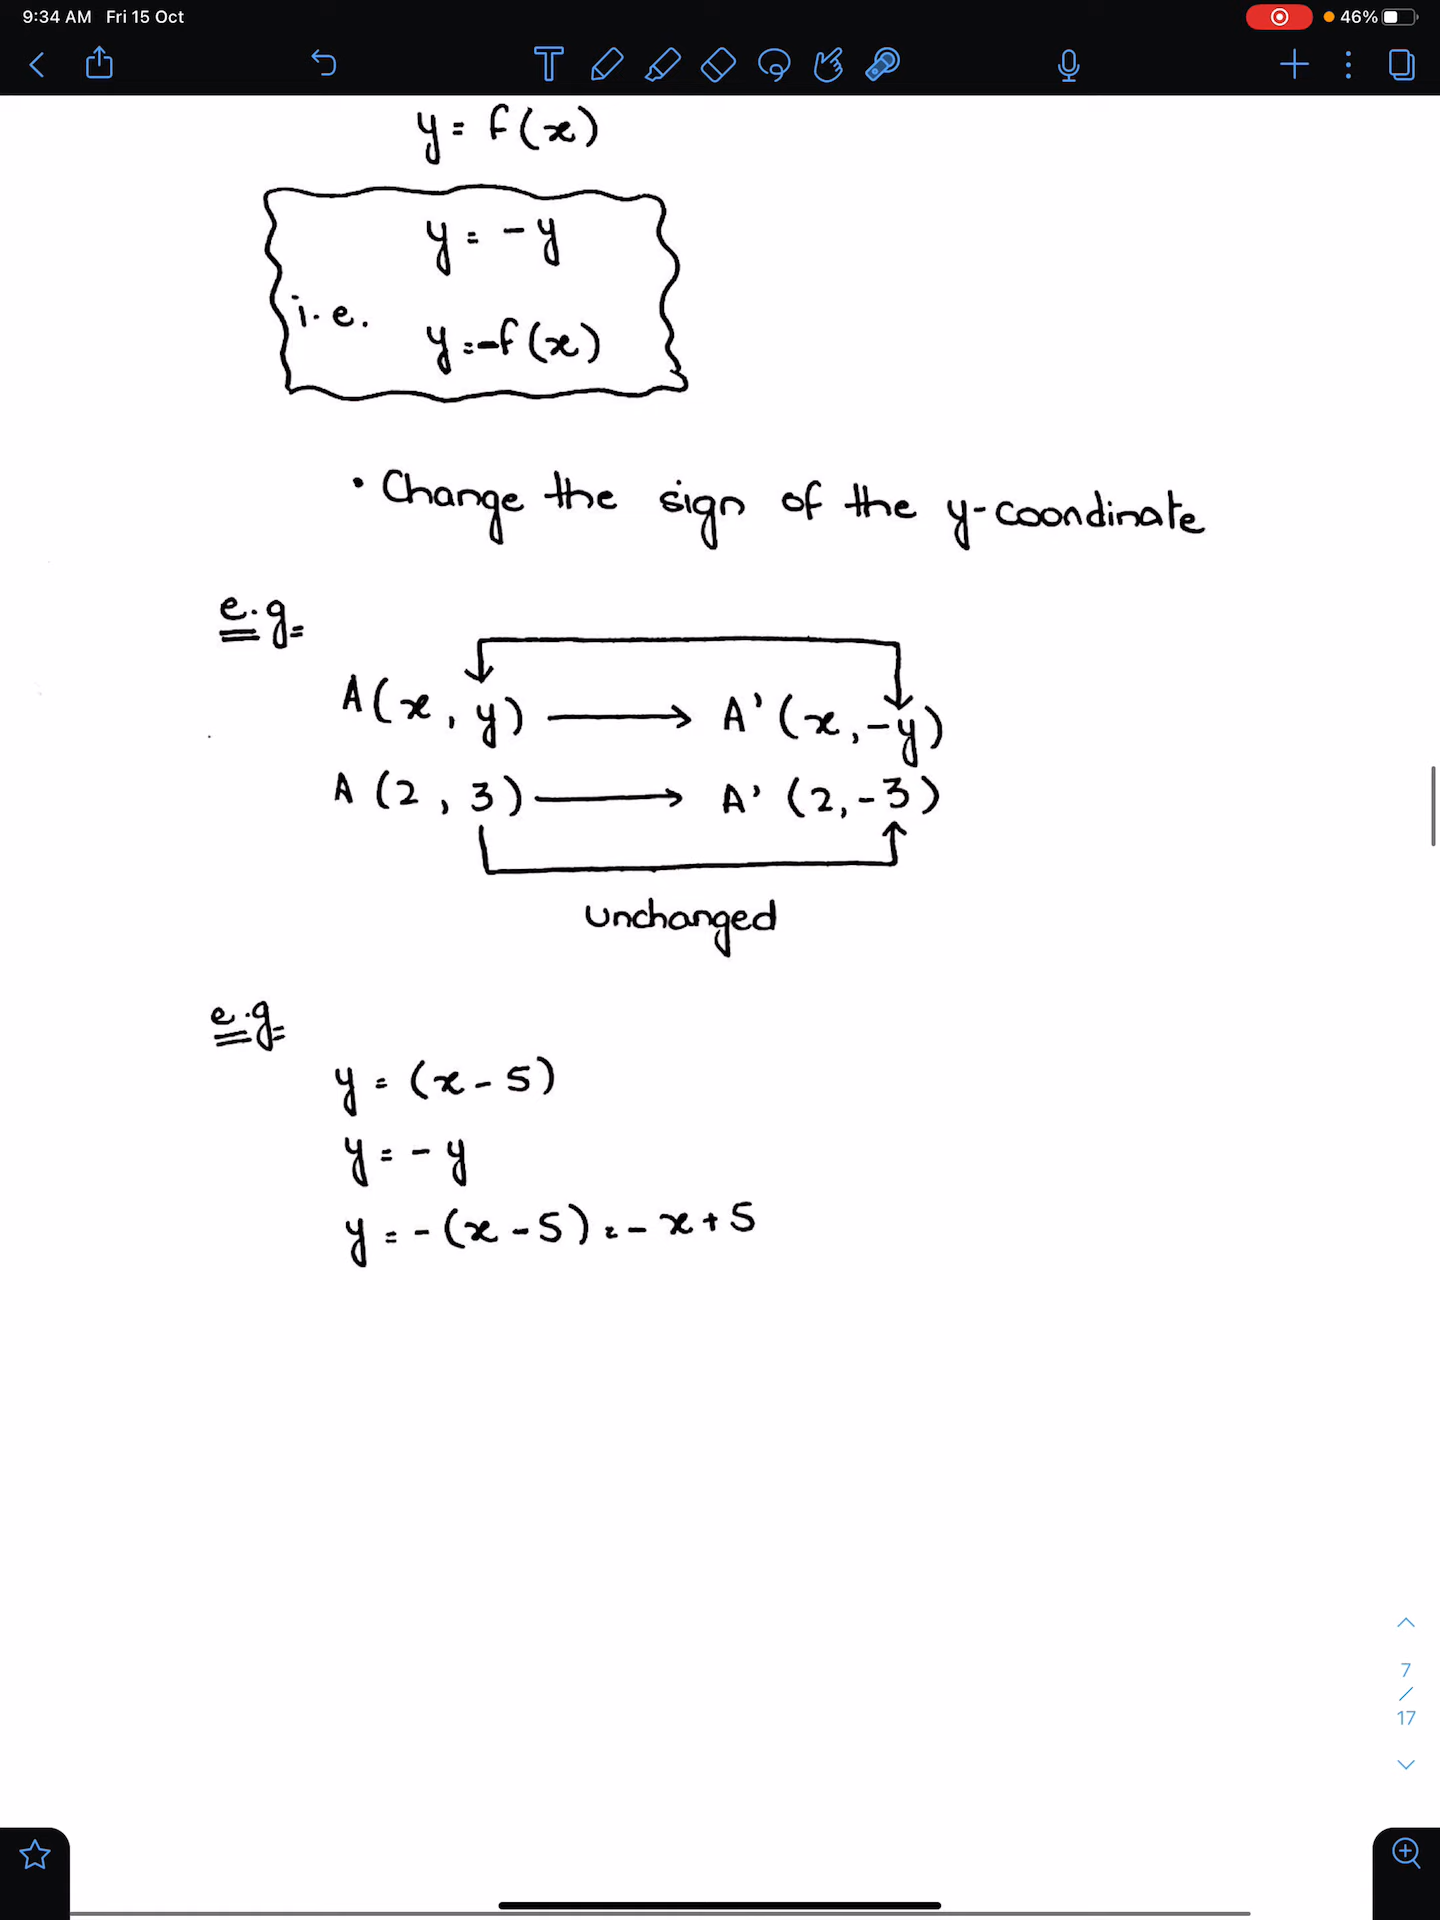 9:34 AM Fri 15 Oct 46%
y = f(x)
y = -y
i.e.
y = -f(x)
• Change the sign of the y-coordinate
e.g.
A(x, y) → A'(x, -y)
A(2, 3) → A'(2, -3)
unchanged
e.g.
y = (x - 5)
y = -y
y = -(x - 5) = -x + 5
7
/
17